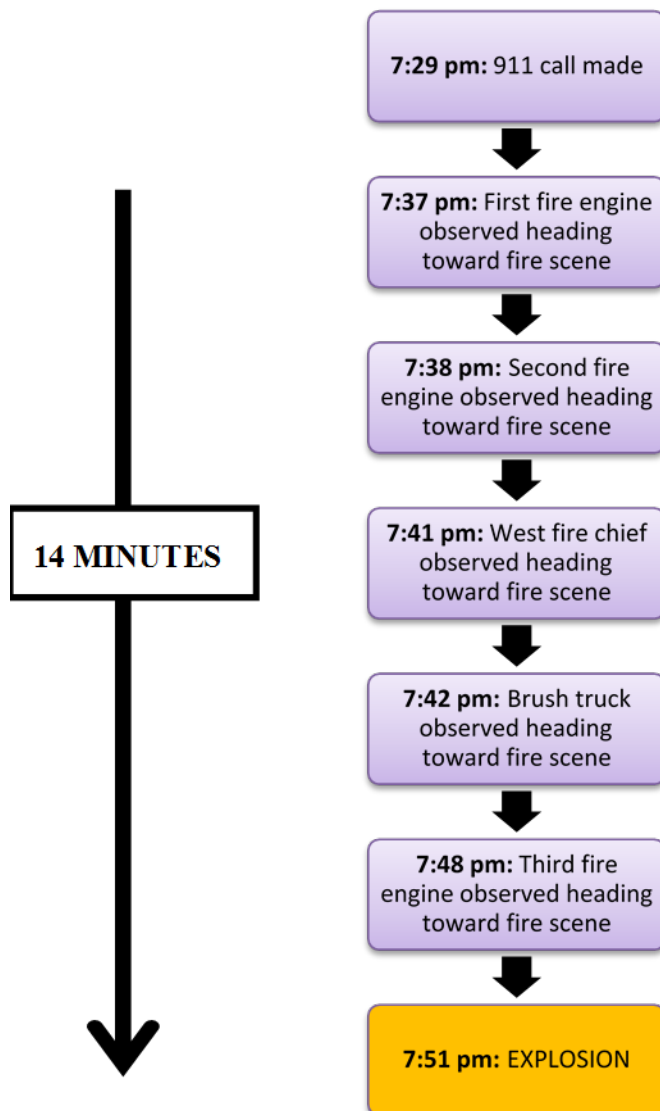 7:29 pm: 911 call made
7:37 pm: First fire engine
observed heading
toward fire scene
7:38 pm: Second fire
engine observed heading
toward fire scene
14 MINUTES
7:41 pm: West fire chief
observed heading
toward fire scene
7:42 pm: Brush truck
observed heading
toward fire scene
7:48 pm: Third fire
engine observed heading
toward fire scene
7:51 pm: EXPLOSION